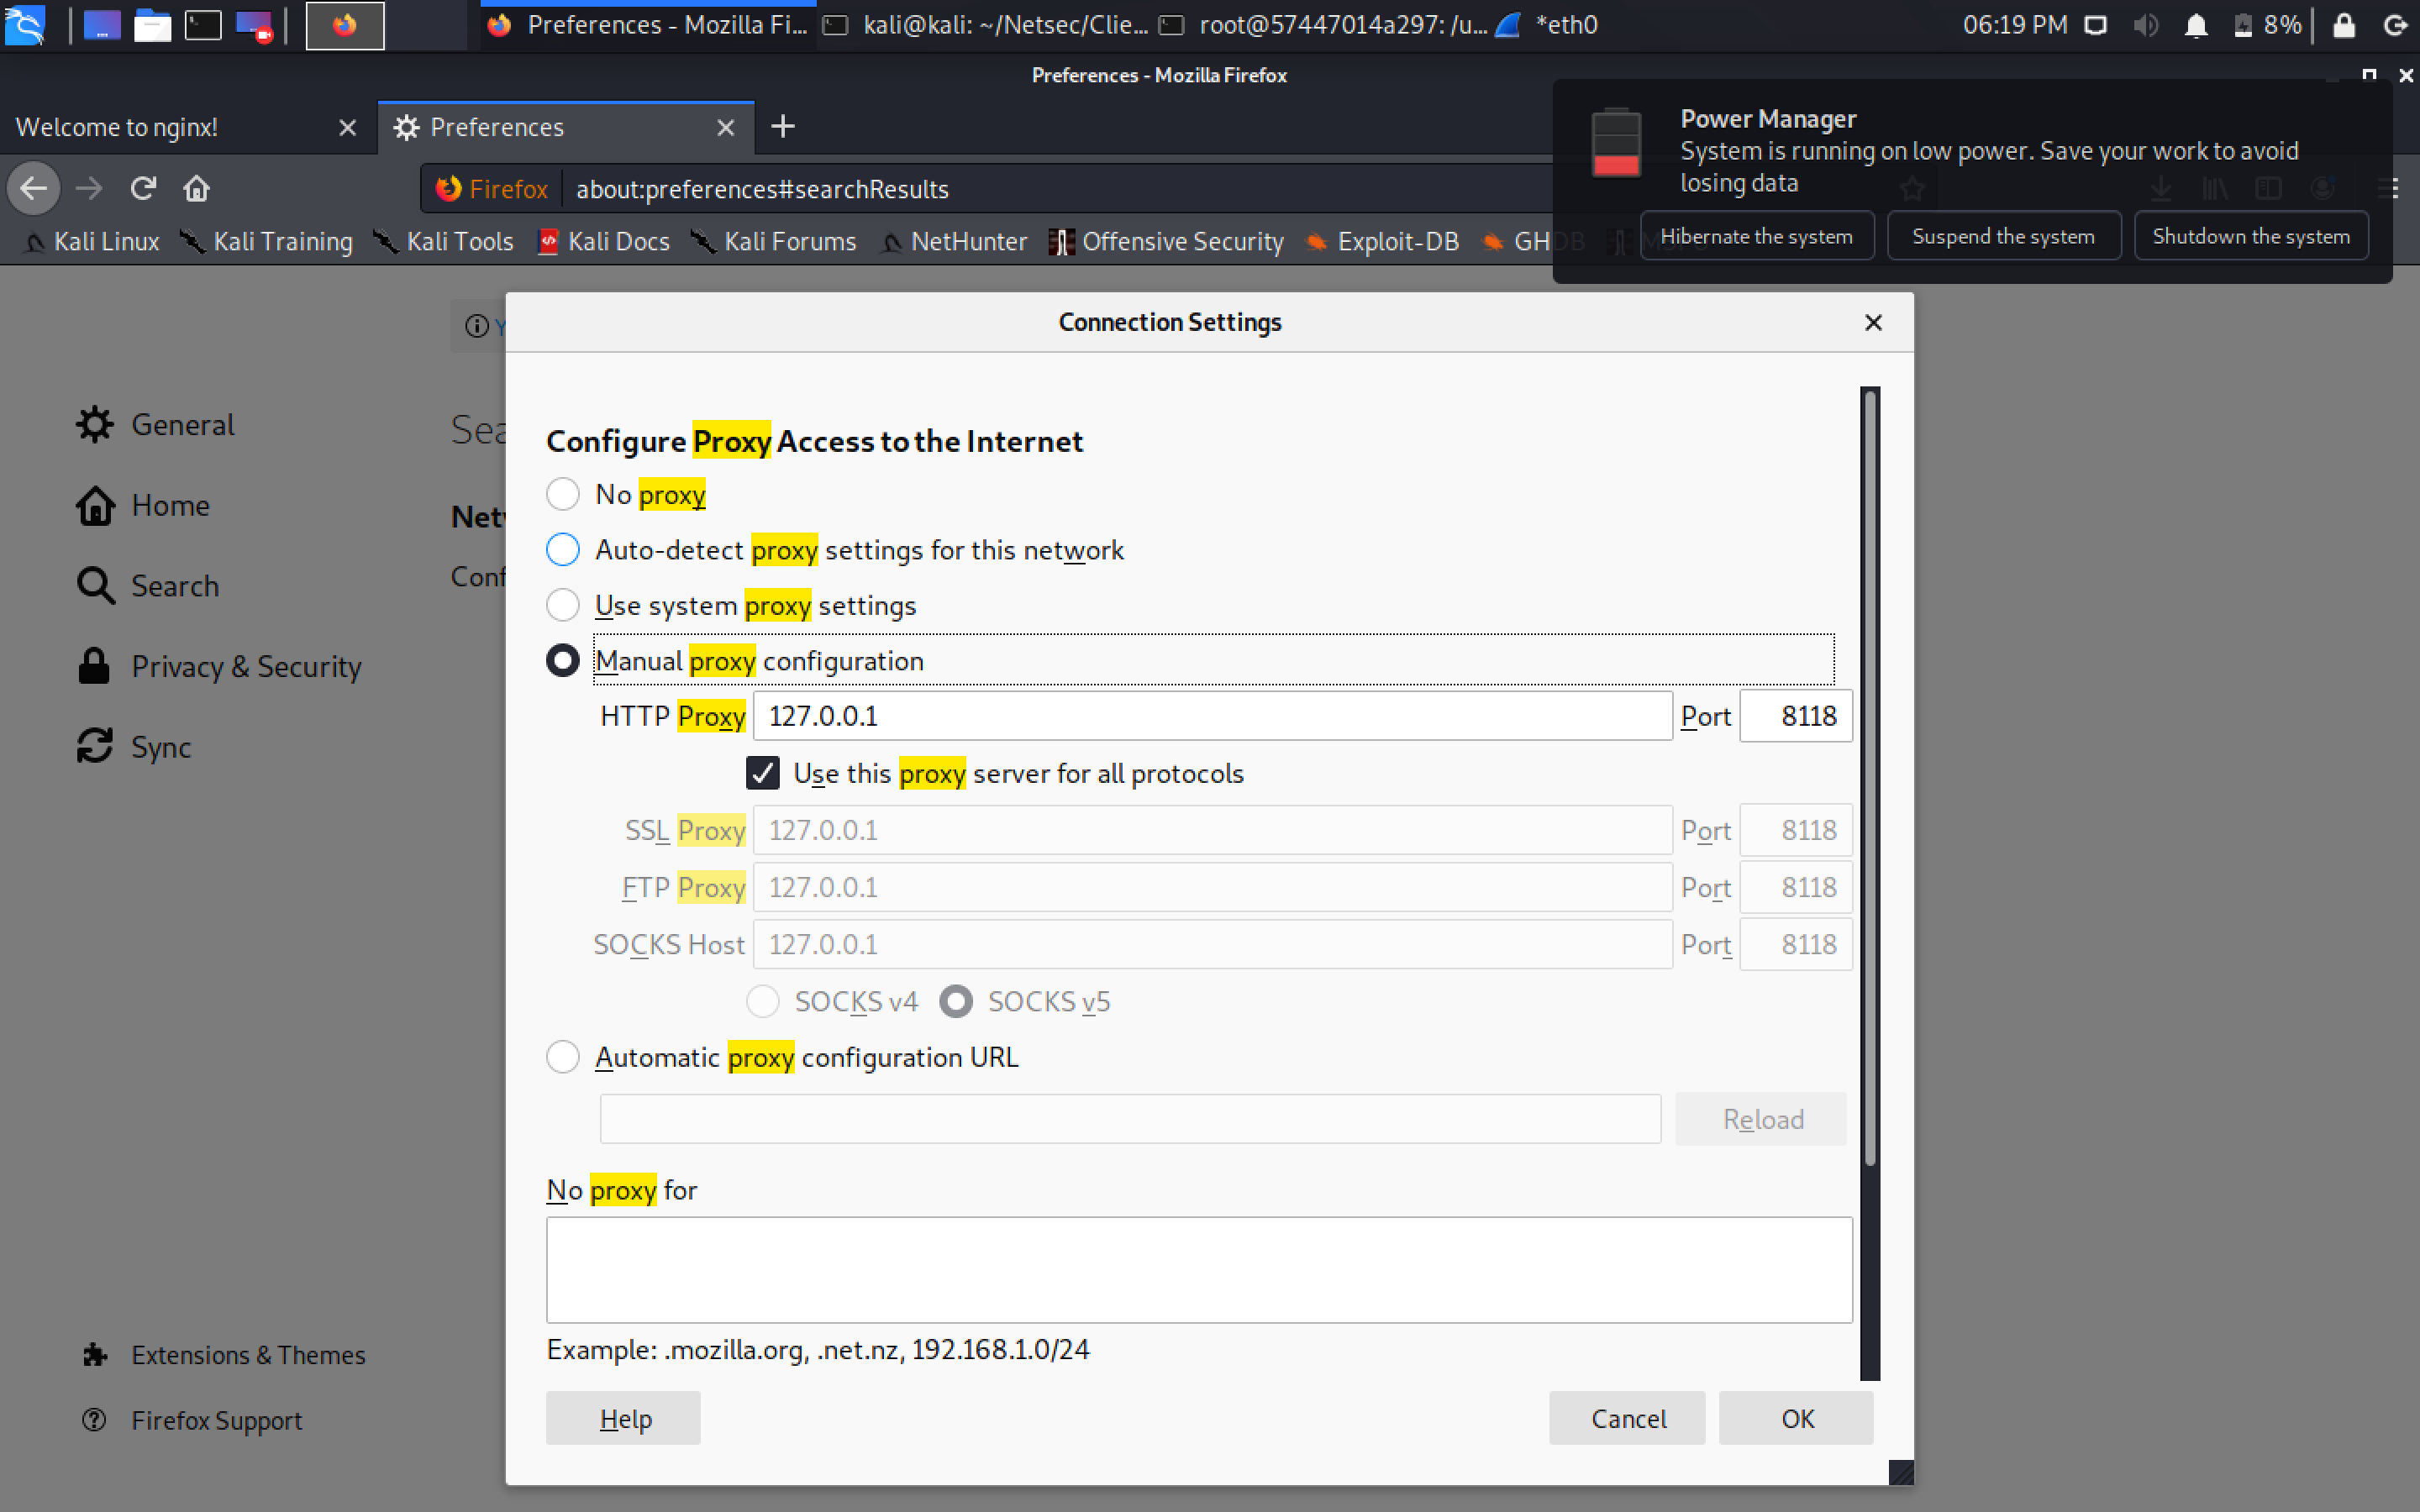 Preferences - Mozilla Fi... kali@kali: ~/Netsec/Clie... root@57447014a297: /u... *eth0 06:19 PM 8%
Preferences - Mozilla Firefox
Welcome to nginx! Preferences
Power Manager
System is running on low power. Save your work to avoid
losing data
Hibernate the system Suspend the system Shutdown the system
Firefox about:preferences#searchResults
Kali Linux Kali Training Kali Tools Kali Docs Kali Forums NetHunter Offensive Security Exploit-DB GHDB
Connection Settings
General
Home
Search
Privacy & Security
Sync
Extensions & Themes
Firefox Support
Configure Proxy Access to the Internet
No proxy
Auto-detect proxy settings for this network
Use system proxy settings
Manual proxy configuration
HTTP Proxy 127.0.0.1 Port 8118
Use this proxy server for all protocols
SSL Proxy 127.0.0.1 Port 8118
FTP Proxy 127.0.0.1 Port 8118
SOCKS Host 127.0.0.1 Port 8118
SOCKS v4 SOCKS v5
Automatic proxy configuration URL
Reload
No proxy for
Example: .mozilla.org, .net.nz, 192.168.1.0/24
Help Cancel OK